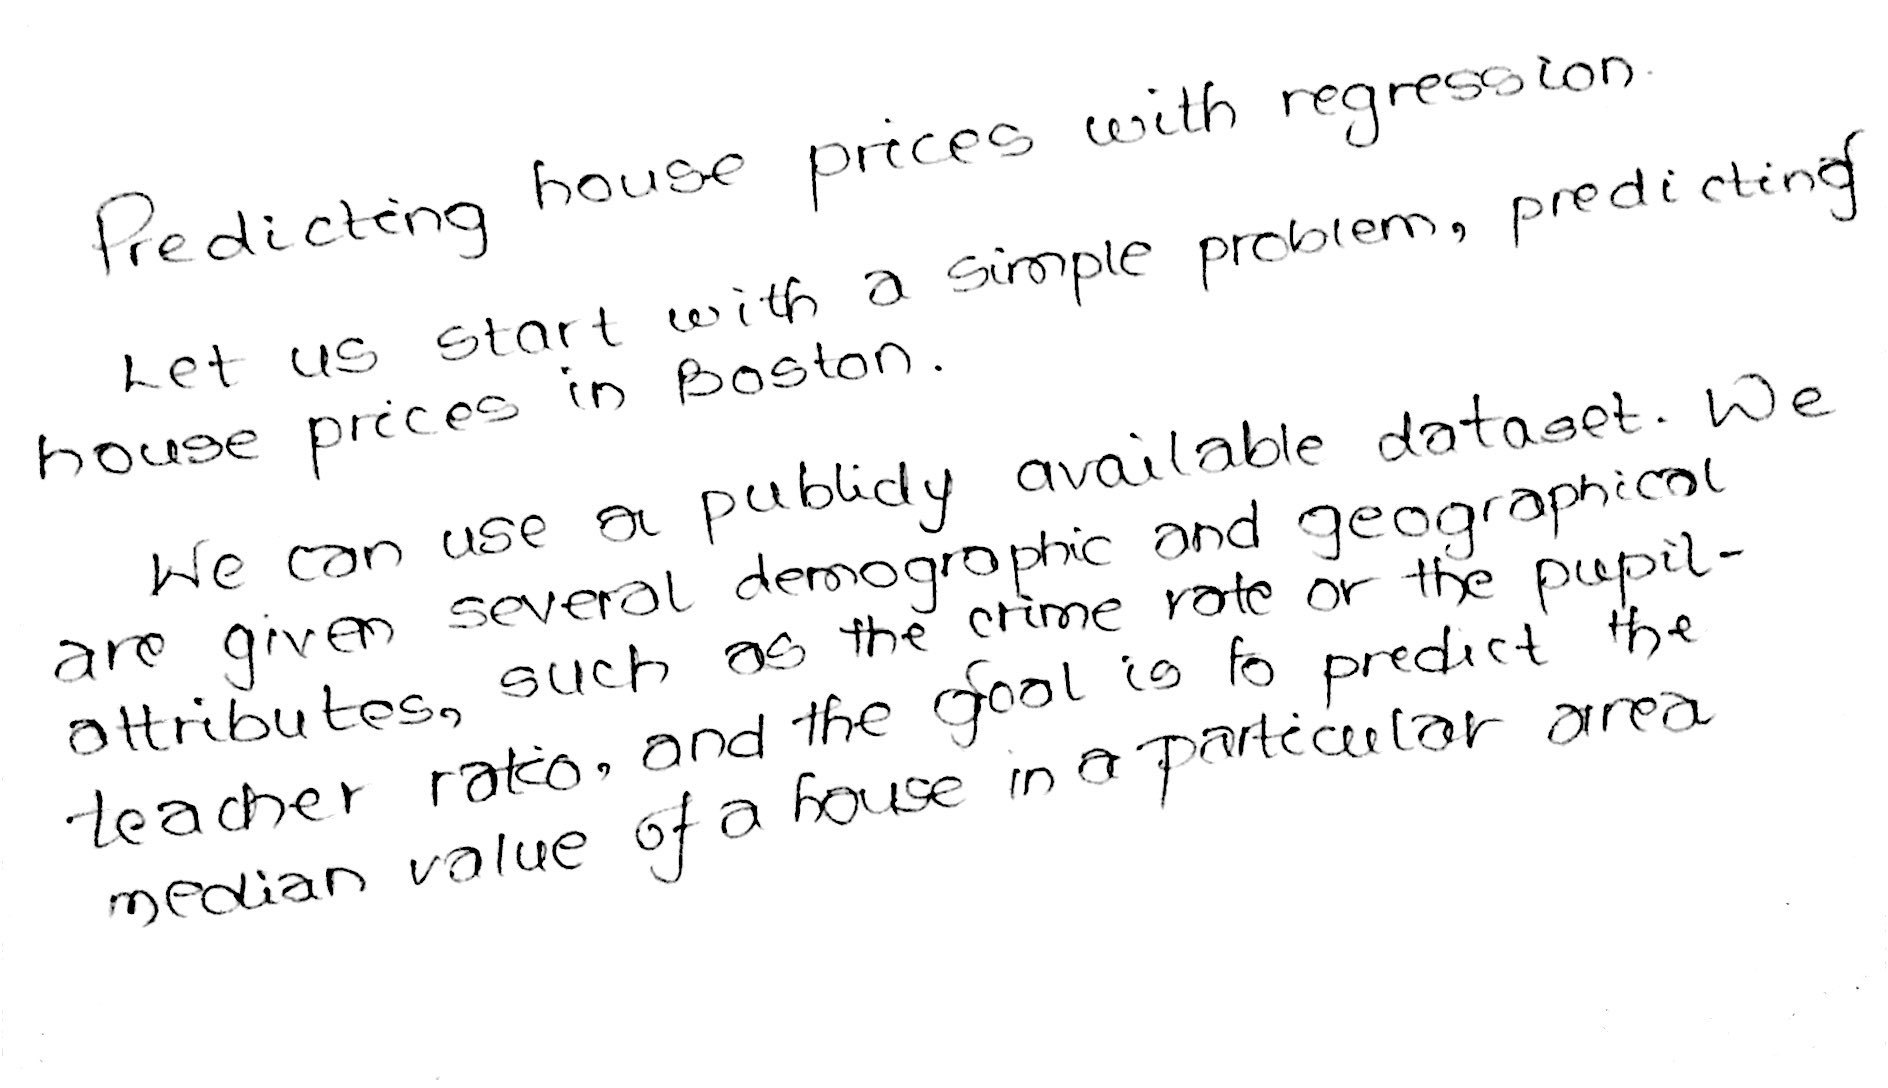 Predicting house prices with regression.
Let us start with a simple problem, predicting
house prices in Boston.
We can use a publicly available dataset. We
are given several demographic and geographical
attributes, such as the crime rate or the pupil-
teacher ratio, and the goal is to predict the
median value of a house in a particular area